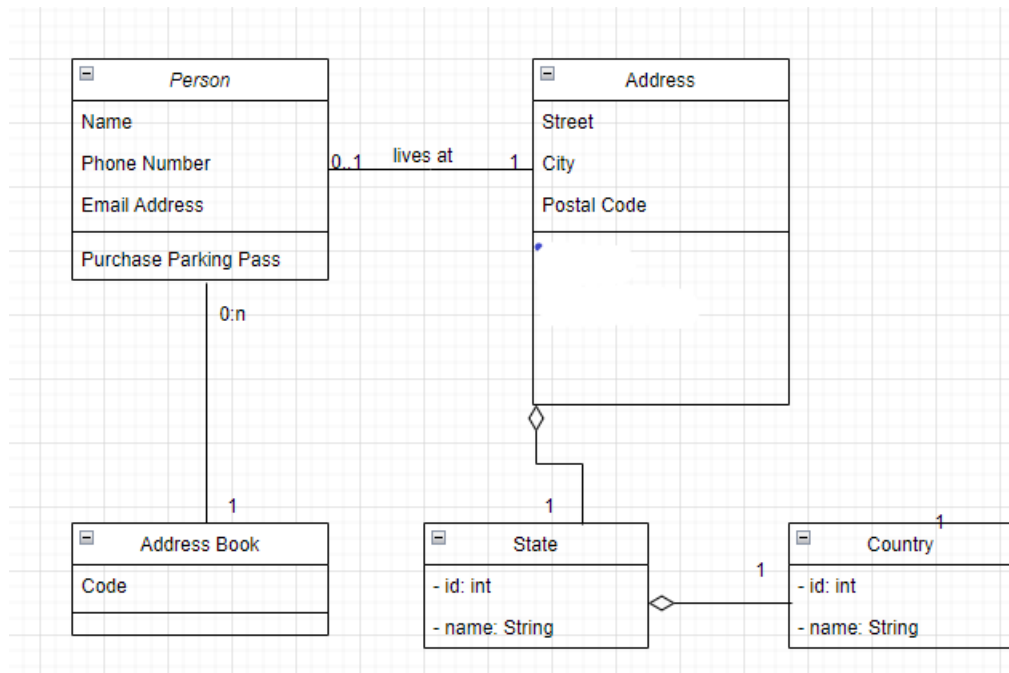 Person
Name
Phone Number
Email Address
Purchase Parking Pass
0..1
lives at
1
Address
Street
City
Postal Code
0:n
1
Address Book
Code
1
State
- id: int
- name: String
1
1
Country
- id: int
- name: String